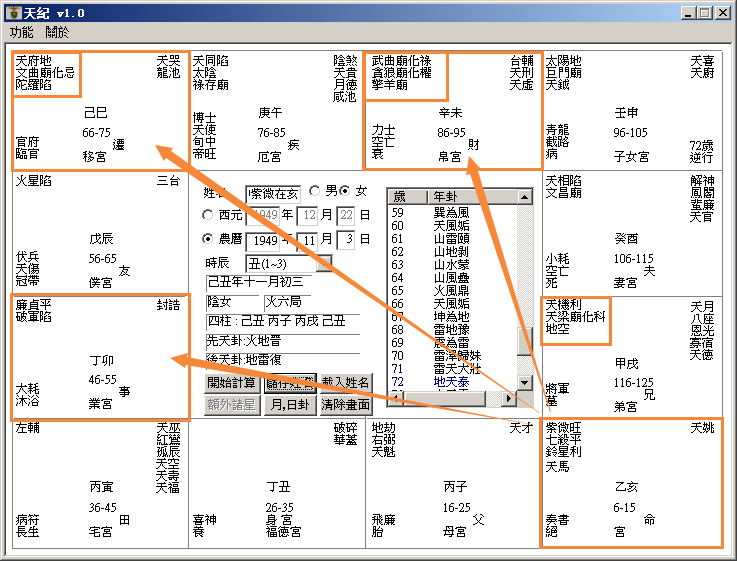 天紀 v1.0
功能 關於
天府地
文曲廟化忌
陀羅陷
天哭
龍池
己巳
66-75
官府
臨官
遷
移宮
天同陷
太陰
祿存廟
陰煞
天貴
月德
咸池
庚午
76-85
博士
天使
旬中
帝旺
疾
厄宮
武曲廟化祿
貪狼廟化權
擎羊廟
台輔
天刑
天虛
辛未
86-95
力士
空亡
衰
財
帛宮
太陽地
巨門廟
天鉞
天喜
天廚
壬申
96-105
青龍
截路
病
子女宮
72歲
逆行
火星陷
三台
戊辰
56-65
伏兵
天傷
冠帶
友
僕宮
姓名
紫微在亥
男
女
西元
1949 年 12 月 22 日
農曆
1949 年 11 月 3 日
時辰
丑(1~3)
己丑年十一月初三
陰女
火六局
四柱 : 己丑 丙子 丙戌 己丑
先天卦:火地晉
後天卦:地雷復
開始計算
載入姓名
額外諸星
月,日卦
清除畫面
歲 年卦
59 巽為風
60 天風姤
61 山雷頤
62 山地剝
63 山水蒙
64 山風蠱
65 火風鼎
66 天風姤
67 坤為地
68 雷地豫
69 震為雷
70 雷澤歸妹
71 雷天大壯
72 地天泰
天相陷
文昌廟
解神
鳳閣
蜚廉
天官
癸酉
106-115
小耗
空亡
死
夫
妻宮
廉貞平
破軍陷
封誥
丁卯
46-55
大耗
沐浴
事
業宮
天機利
天梁廟化科
地空
天月
八座
恩光
寡宿
天德
甲戌
116-125
將軍
墓
兄
弟宮
左輔
天巫
紅鸞
孤辰
天空
天壽
天福
丙寅
36-45
病符
長生
田
宅宮
破碎
華蓋
丁丑
26-35
喜神
養
身宮
福德宮
地劫
右弼
天魁
天才
丙子
16-25
飛廉
胎
父
母宮
紫微旺
七殺平
鈴星利
天馬
天姚
乙亥
6-15
奏書
絕
命
宮